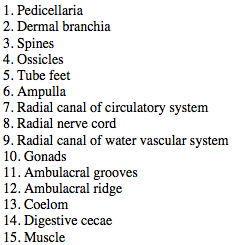 1. Pedicellaria
2. Dermal branchia
3. Spines
4. Ossicles
5. Tube feet
6. Ampulla
7. Radial canal of circulatory system
8. Radial nerve cord
9. Radial canal of water vascular system
10. Gonads
11. Ambulacral grooves
12. Ambulacral ridge
13. Coelom
14. Digestive cecae
15. Muscle